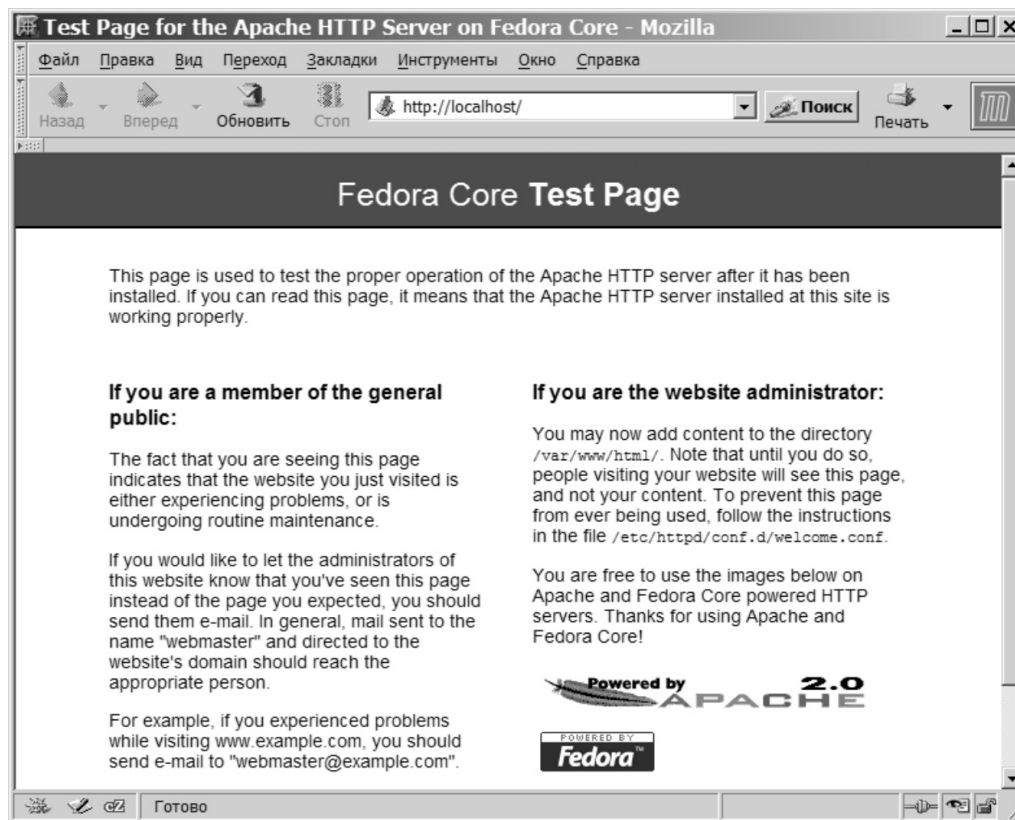 Test Page for the Apache HTTP Server on Fedora Core - Mozilla
Файл Правка Вид Переход Закладки Инструменты Окно Справка
Назад Вперед Обновить Стоп http://localhost/ Поиск Печать
Fedora Core Test Page
This page is used to test the proper operation of the Apache HTTP server after it has been
installed. If you can read this page, it means that the Apache HTTP server installed at this site is
working properly.
If you are a member of the general
public:
The fact that you are seeing this page
indicates that the website you just visited is
either experiencing problems, or is
undergoing routine maintenance.
If you would like to let the administrators of
this website know that you've seen this page
instead of the page you expected, you should
send them e-mail. In general, mail sent to the
name "webmaster" and directed to the
website's domain should reach the
appropriate person.
For example, if you experienced problems
while visiting www.example.com, you should
send e-mail to "webmaster@example.com".
If you are the website administrator:
You may now add content to the directory
/var/www/html/. Note that until you do so,
people visiting your website will see this page,
and not your content. To prevent this page
from ever being used, follow the instructions
in the file /etc/httpd/conf.d/welcome.conf.
You are free to use the images below on
Apache and Fedora Core powered HTTP
servers. Thanks for using Apache and
Fedora Core!
Powered by 2.0
APACHE
POWERED BY
Fedora™
Готово